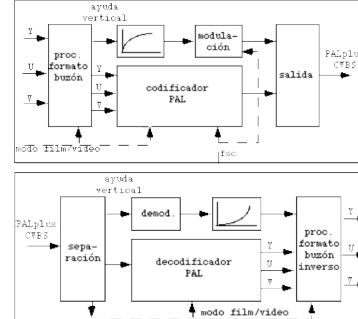 ayuda
vertical
Y
U
V
proc.
formato
buzón
modula-
ción
Y
U
V
codificador
PAL
salida
PALplus
CVBS
modo film/video
fsc
ayuda
vertical
PALplus
CVBS
sepa-
ración
demod.
decodificador
PAL
Y
U
V
proc.
formato
buzón
inverso
Y
U
V
modo film/video